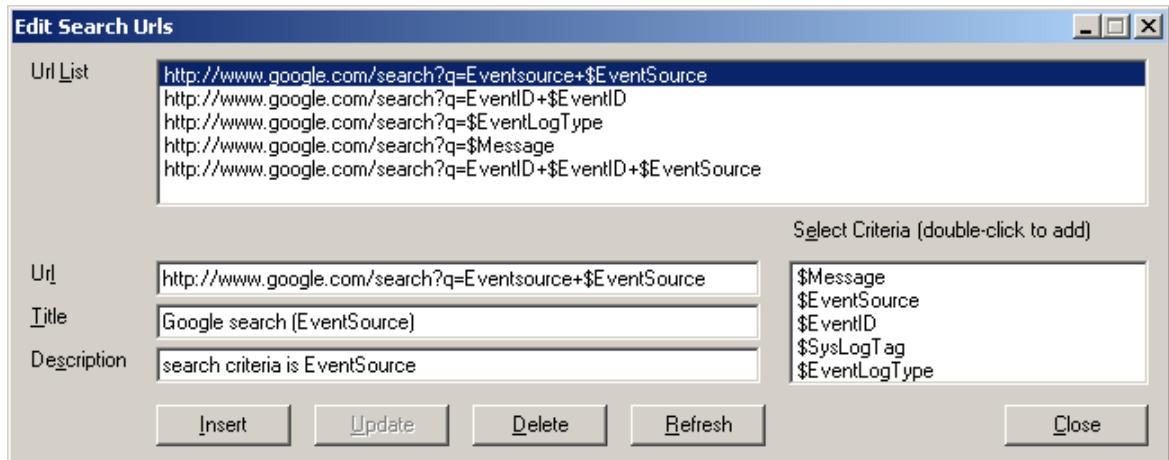 Edit Search Urls
Url List
http://www.google.com/search?q=Eventsource+$EventSource
http://www.google.com/search?q=EventID+$EventID
http://www.google.com/search?q=$EventLogType
http://www.google.com/search?q=$Message
http://www.google.com/search?q=EventID+$EventID+$EventSource
Select Criteria (double-click to add)
Url
http://www.google.com/search?q=Eventsource+$EventSource
Title
Google search (EventSource)
Description
search criteria is EventSource
$Message
$EventSource
$EventID
$SysLogTag
$EventLogType
Insert
Update
Delete
Refresh
Close